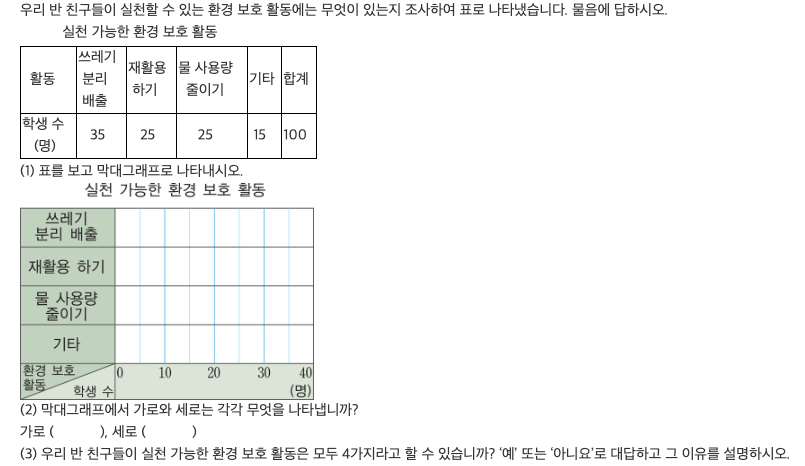 우리 반 친구들이 실천할 수 있는 환경 보호 활동에는 무엇이 있는지 조사하여 표로 나타냈습니다. 물음에 답하시오.
실천 가능한 환경 보호 활동
활동 쓰레기 분리 배출 재활용 하기 물 사용량 줄이기 기타 합계
학생 수 (명) 35 25 25 15 100
(1) 표를 보고 막대그래프로 나타내시오.
실천 가능한 환경 보호 활동
쓰레기
분리 배출
재활용 하기
물 사용량
줄이기
기타
환경 보호 활동 학생 수 0 10 20 30 40 (명)
(2) 막대그래프에서 가로와 세로는 각각 무엇을 나타냅니까?
가로 ( ), 세로 ( )
(3) 우리 반 친구들이 실천 가능한 환경 보호 활동은 모두 4가지라고 할 수 있습니까? ‘예’ 또는 ‘아니요’로 대답하고 그 이유를 설명하시오.